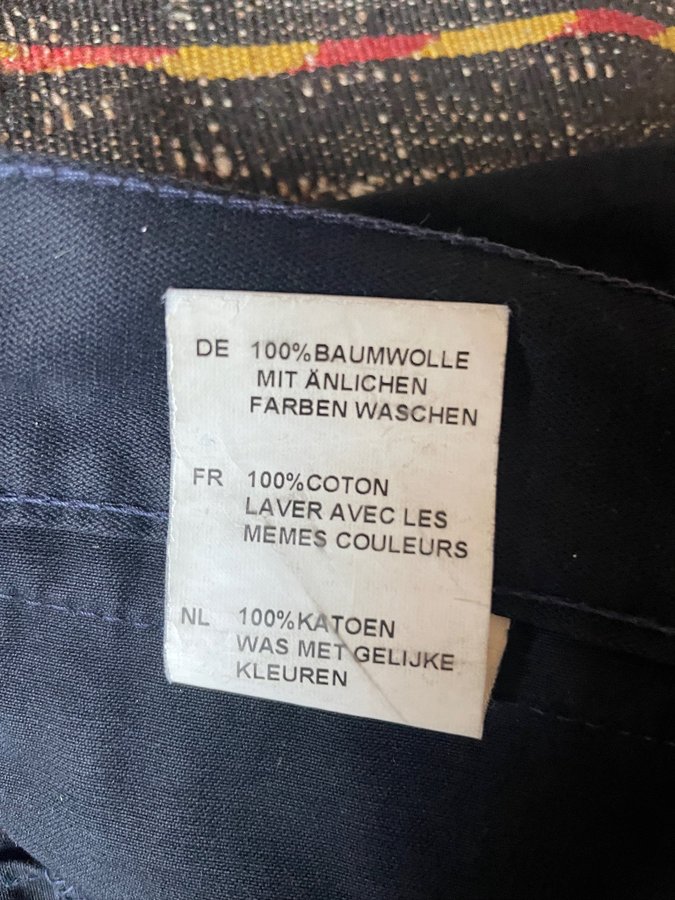 DE 100%BAUMWOLLE
MIT ÄNLICHEN
FARBEN WASCHEN
FR 100%COTON
LAVER AVEC LES
MEMES COULEURS
NL 100%KATOEN
WAS MET GELIJKE
KLEUREN